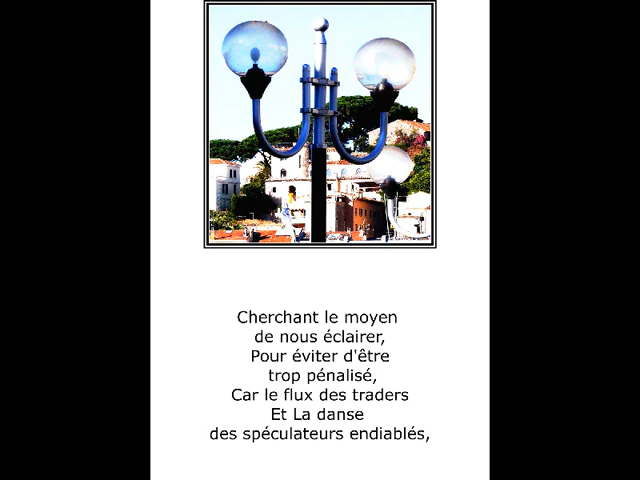 Cherchant le moyen
de nous éclairer,
Pour éviter d'être
trop pénalisé,
Car le flux des traders
Et La danse
des spéculateurs endiablés,